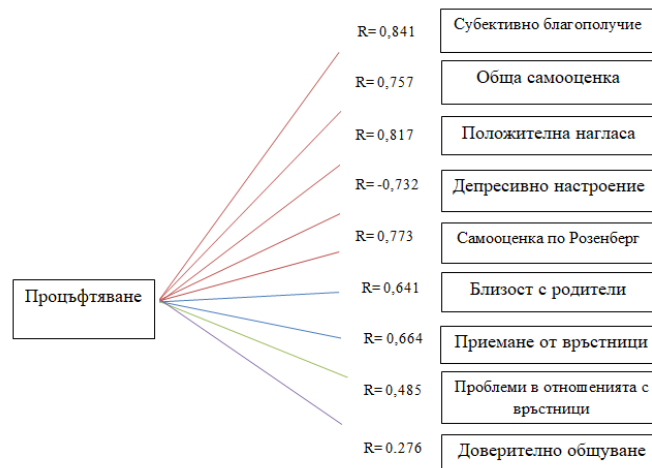 R= 0,841 Субективно благополучие
R= 0,757 Обща самооценка
R= 0,817 Положителна нагласа
R= -0,732 Депресивно настроение
R= 0,773 Самооценка по Розенберг
Процъфтяване
R= 0,641 Близост с родители
R= 0,664 Приемане от връстници
R= 0,485 Проблеми в отношенията с
връстници
R= 0.276 Доверително общуване